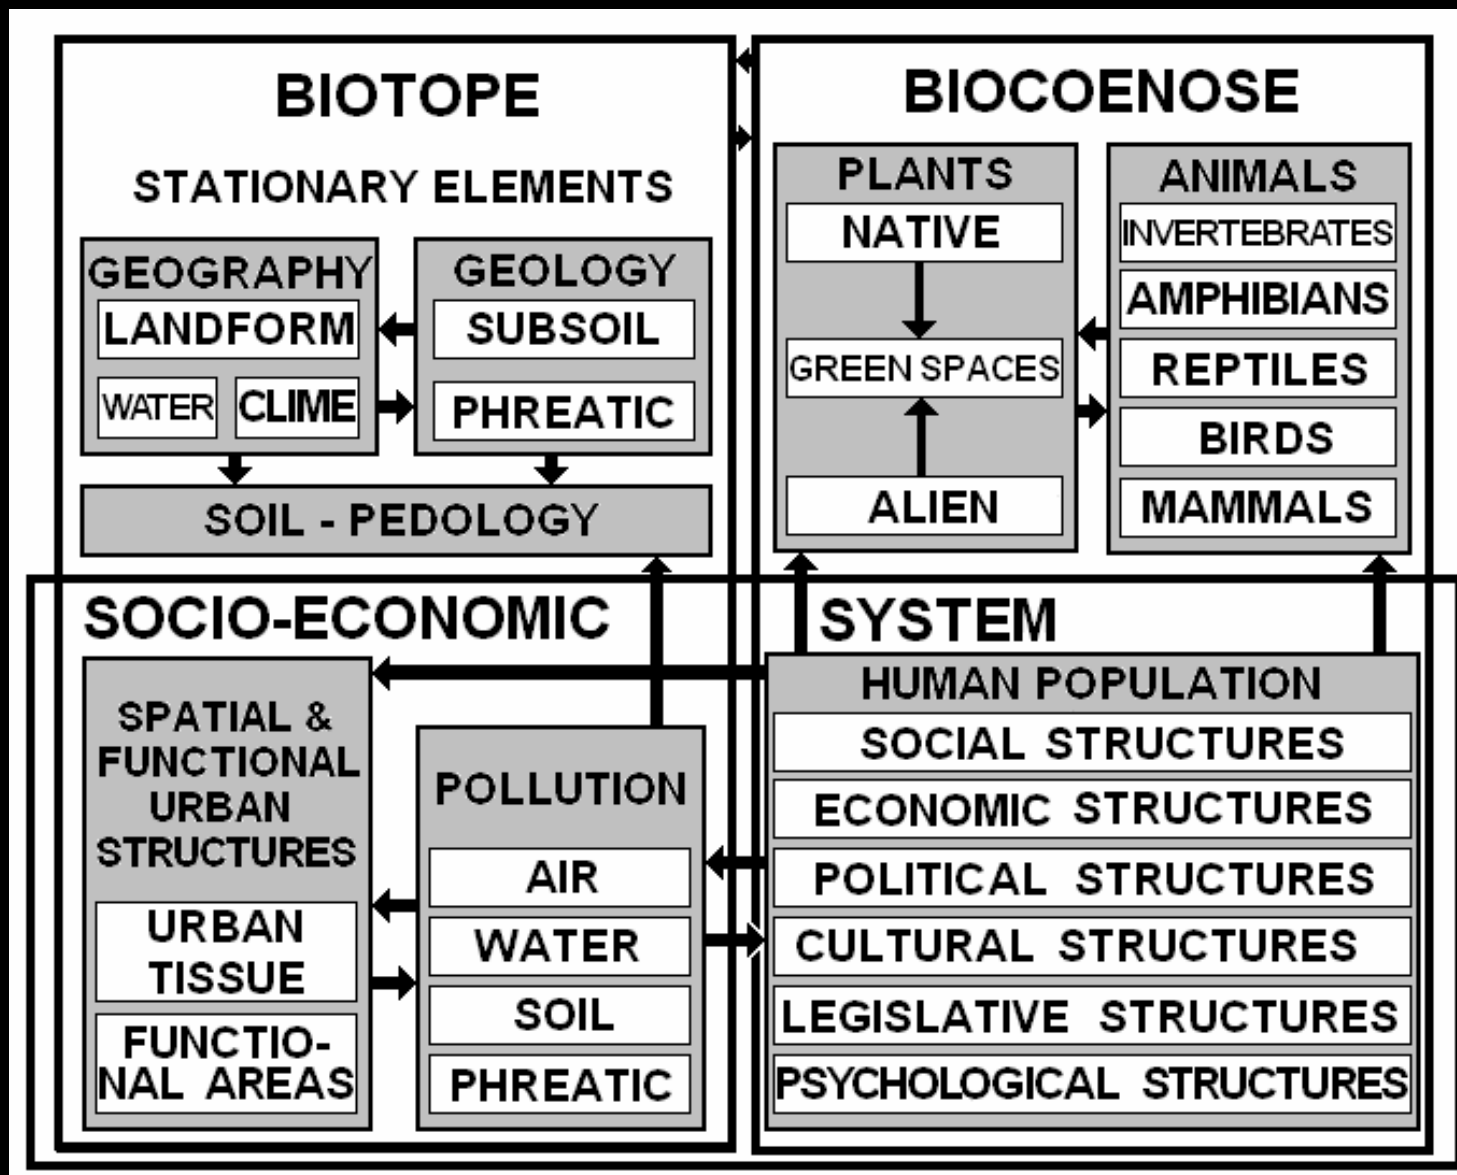 BIOTOPE
STATIONARY ELEMENTS
GEOGRAPHY
LANDFORM
WATER
CLIME
GEOLOGY
SUBSOIL
PHREATIC
SOIL - PEDOLOGY
BIOCOENOSE
PLANTS
NATIVE
GREEN SPACES
ALIEN
ANIMALS
INVERTEBRATES
AMPHIBIANS
REPTILES
BIRDS
MAMMALS
SOCIO-ECONOMIC SYSTEM
SPATIAL &
FUNCTIONAL
URBAN
STRUCTURES
URBAN
TISSUE
FUNCTIO-
NAL AREAS
POLLUTION
AIR
WATER
SOIL
PHREATIC
HUMAN POPULATION
SOCIAL STRUCTURES
ECONOMIC STRUCTURES
POLITICAL STRUCTURES
CULTURAL STRUCTURES
LEGISLATIVE STRUCTURES
PSYCHOLOGICAL STRUCTURES